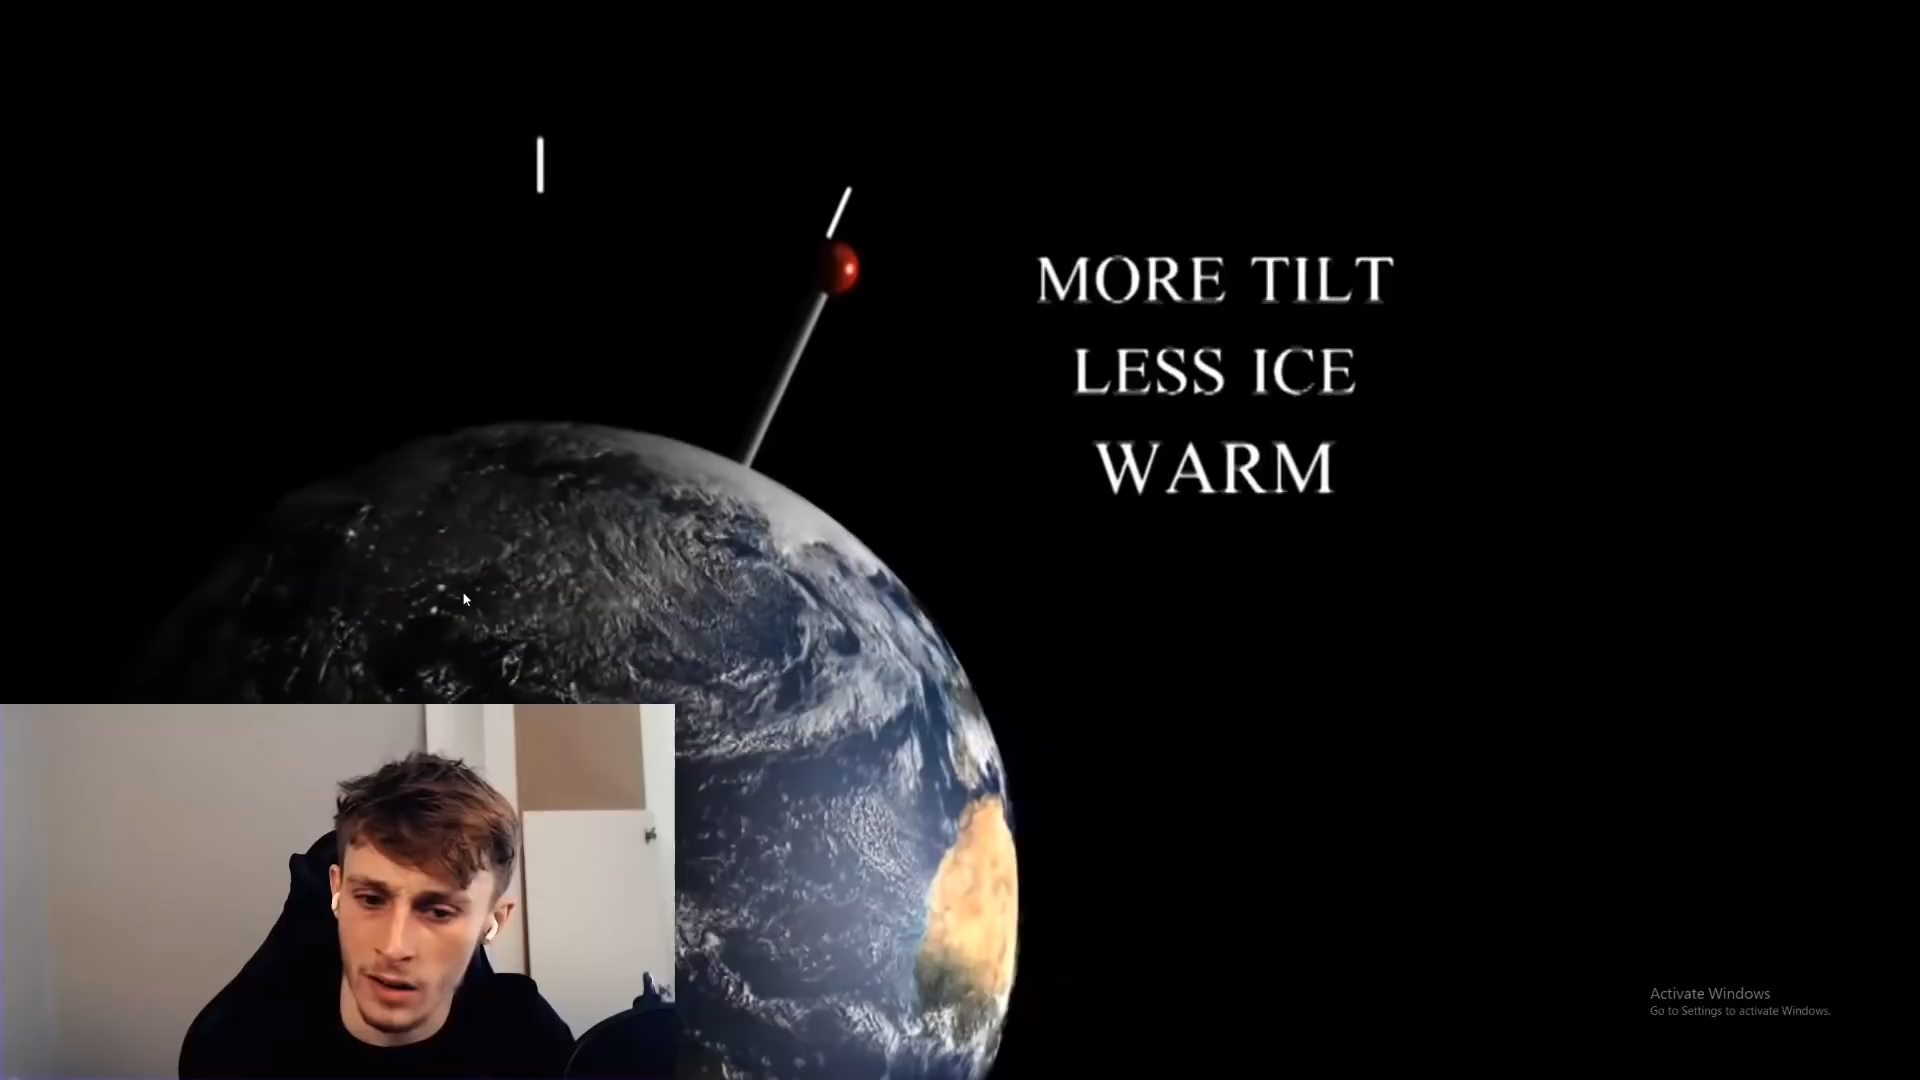 MORE TILT
LESS ICE
WARM
Activate Windows
Go to Settings to activate Windows.